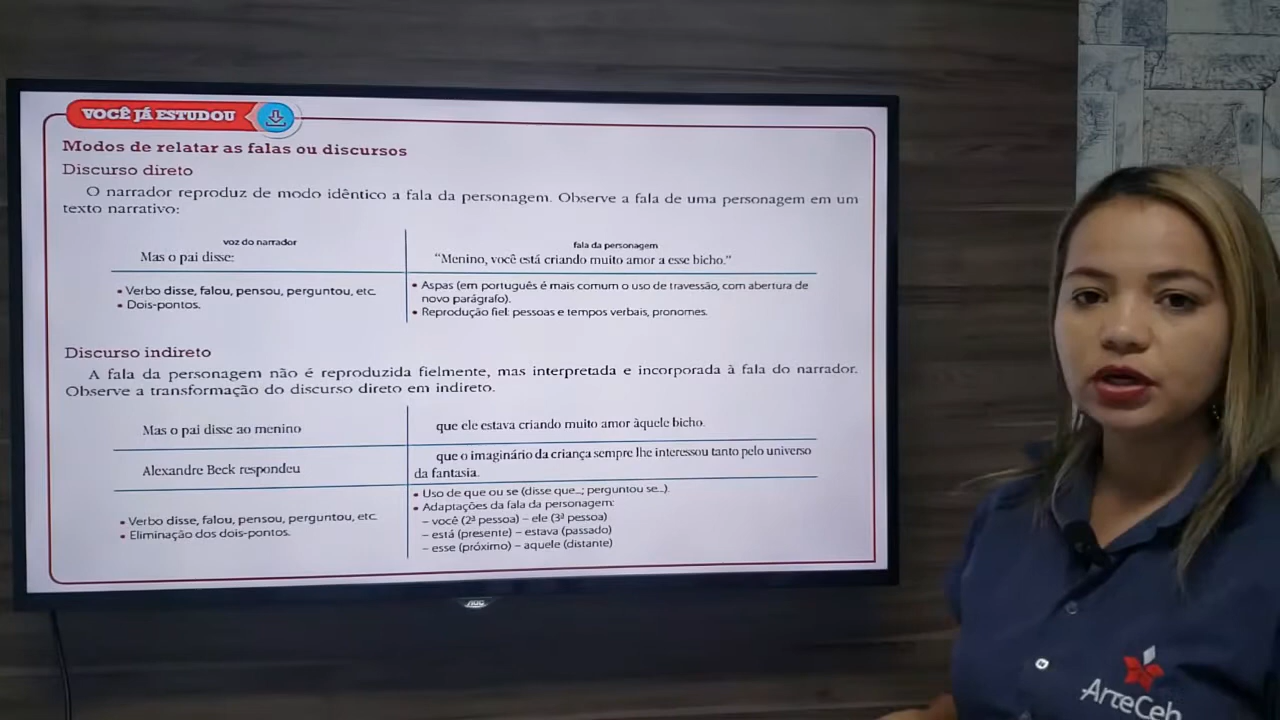 VOCÊ JÁ ESTUDOU
Modos de relatar as falas ou discursos
Discurso direto
O narrador reproduz de modo idêntico a fala da personagem. Observe a fala de uma personagem em um
texto narrativo:
voz do narrador
Mas o pai disse:
fala da personagem
“Menino, você está criando muito amor a esse bicho.”
• Verbo disse, falou, pensou, perguntou, etc.
• Dois-pontos.
• Aspas (em português é mais comum o uso de travessão, com abertura de
novo parágrafo).
• Reprodução fiel: pessoas e tempos verbais, pronomes.
Discurso indireto
A fala da personagem não é reproduzida fielmente, mas interpretada e incorporada à fala do narrador.
Observe a transformação do discurso direto em indireto.
Mas o pai disse ao menino
que ele estava criando muito amor àquele bicho.
Alexandre Beck respondeu
que o imaginário da criança sempre lhe interessou tanto pelo universo
da fantasia.
• Verbo disse, falou, pensou, perguntou, etc.
• Eliminação dos dois-pontos.
• Uso de que ou se (disse que...; perguntou se...).
• Adaptações da fala da personagem:
– você (2ª pessoa) – ele (3ª pessoa)
– está (presente) – estava (passado)
– esse (próximo) – aquele (distante)
AOC
ArteCeb